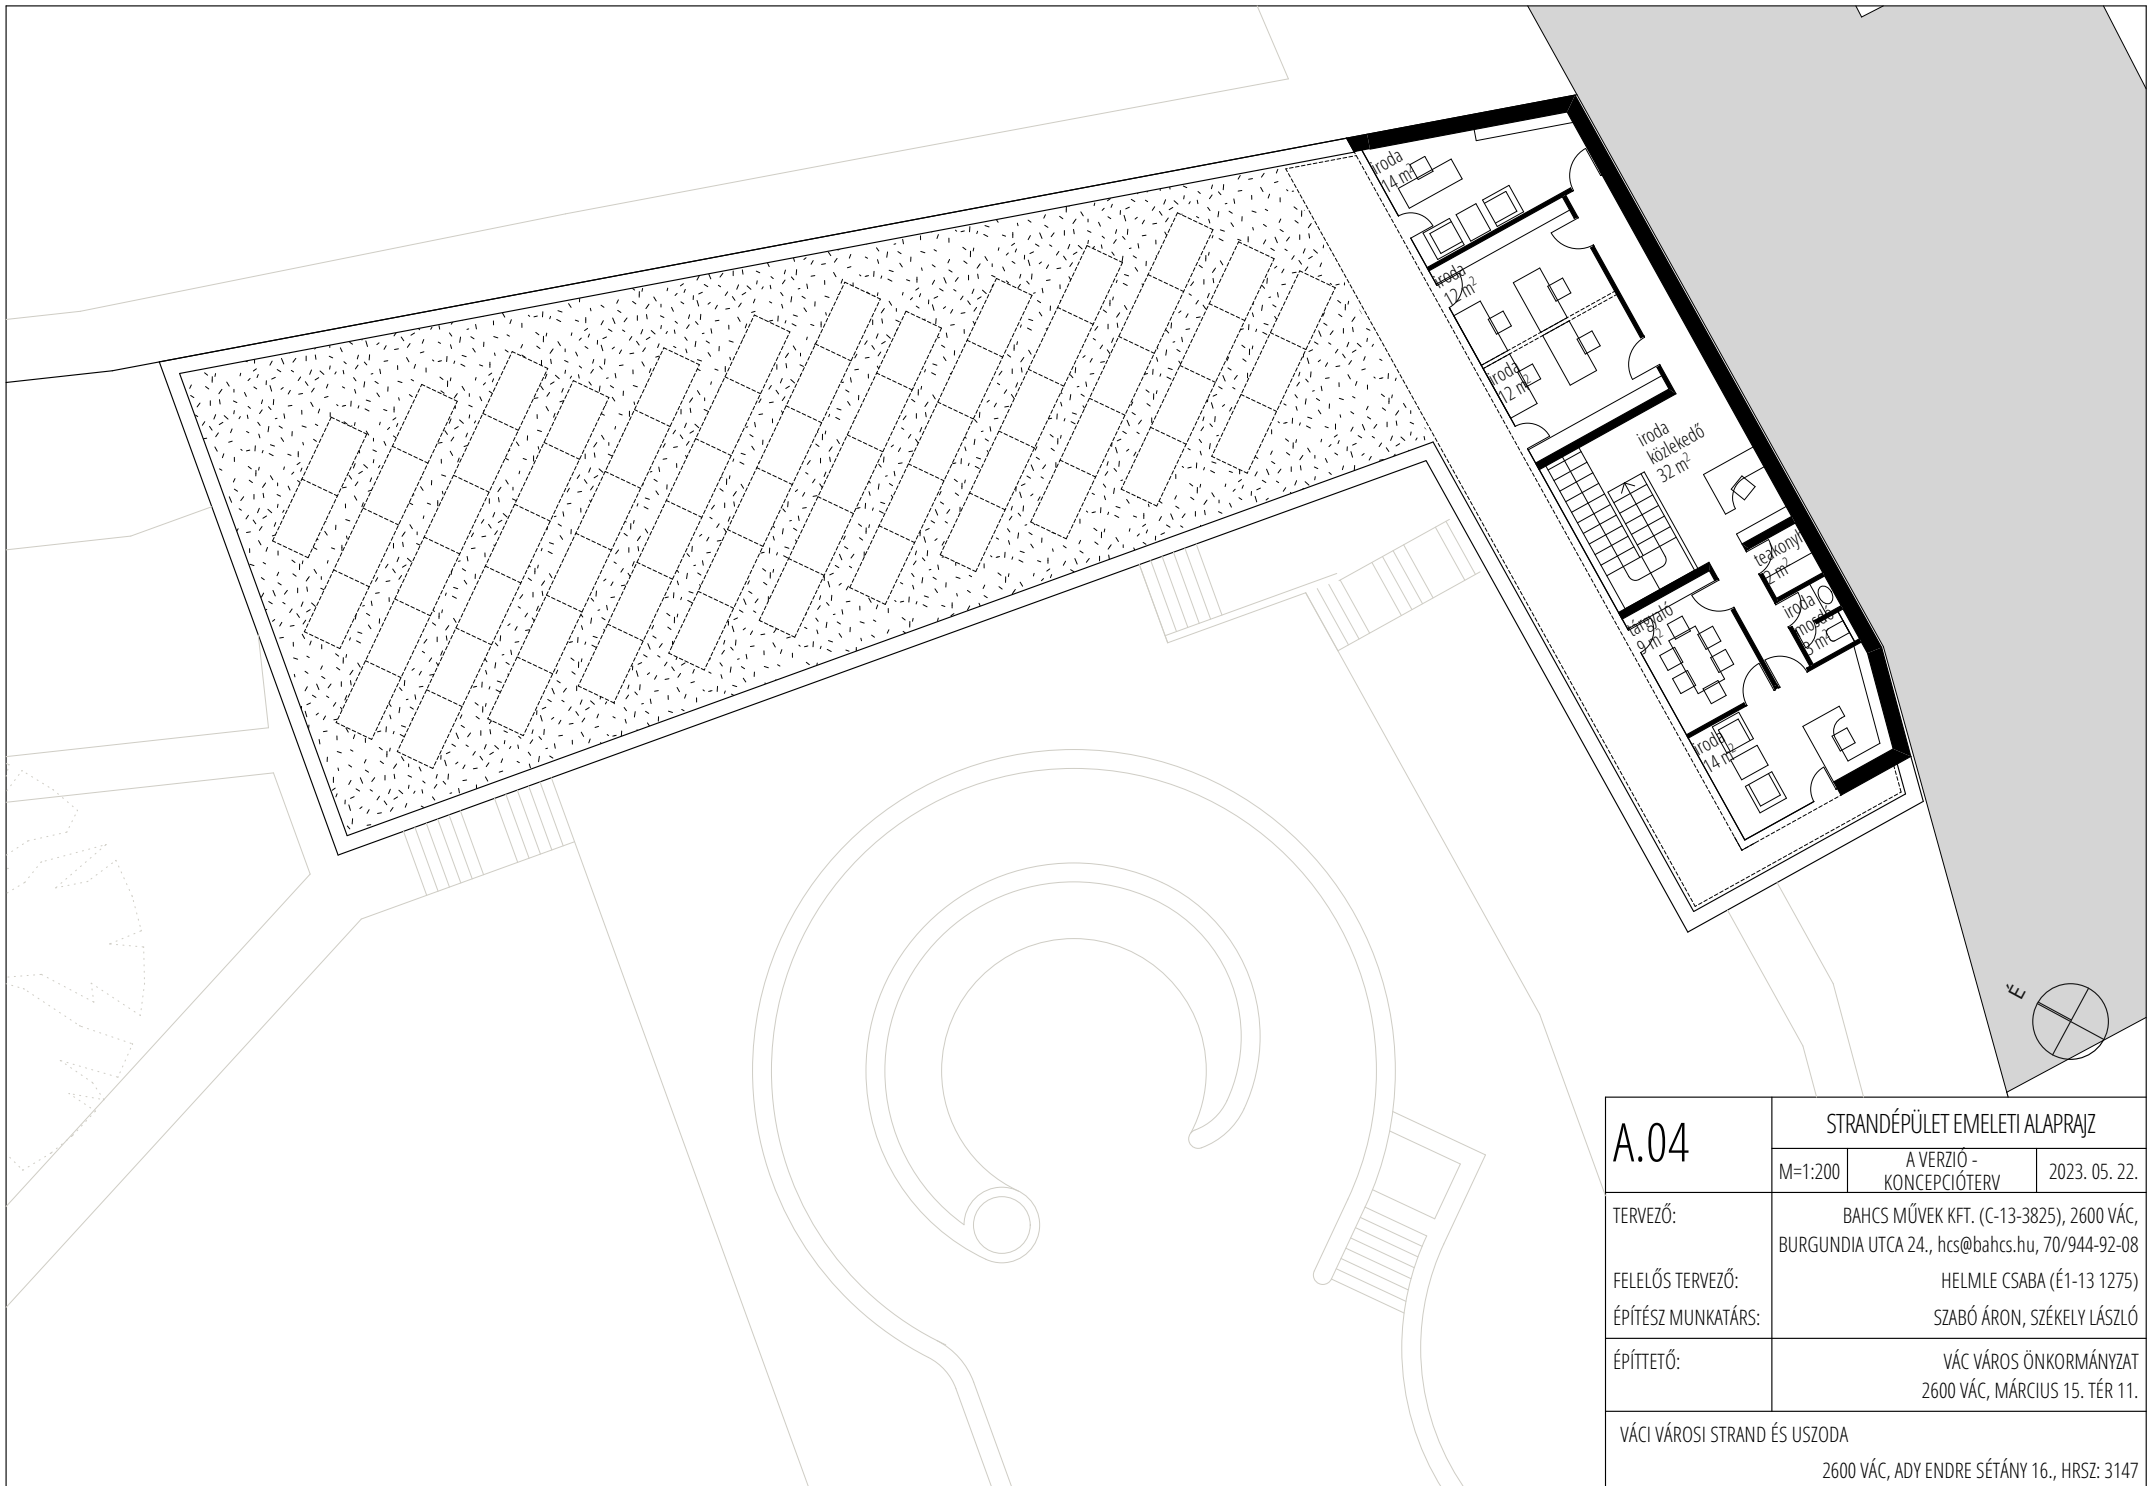 iroda
14 m²
iroda
12 m²
iroda
12 m²
iroda
közlekedő
32 m²
teakonyh
2 m²
iroda
mosdó
3 m²
tárgyaló
9 m²
iroda
14 m²
É
A.04
STRANDÉPÜLET EMELETI ALAPRAJZ
M=1:200
A VERZIÓ -
KONCEPCIÓTERV
2023. 05. 22.
TERVEZŐ:
BAHCS MŰVEK KFT. (C-13-3825), 2600 VÁC,
BURGUNDIA UTCA 24., hcs@bahcs.hu, 70/944-92-08
FELELŐS TERVEZŐ:
HELMLE CSABA (É1-13 1275)
ÉPÍTÉSZ MUNKATÁRS:
SZABÓ ÁRON, SZÉKELY LÁSZLÓ
ÉPÍTTETŐ:
VÁC VÁROS ÖNKORMÁNYZAT
2600 VÁC, MÁRCIUS 15. TÉR 11.
VÁCI VÁROSI STRAND ÉS USZODA
2600 VÁC, ADY ENDRE SÉTÁNY 16., HRSZ: 3147